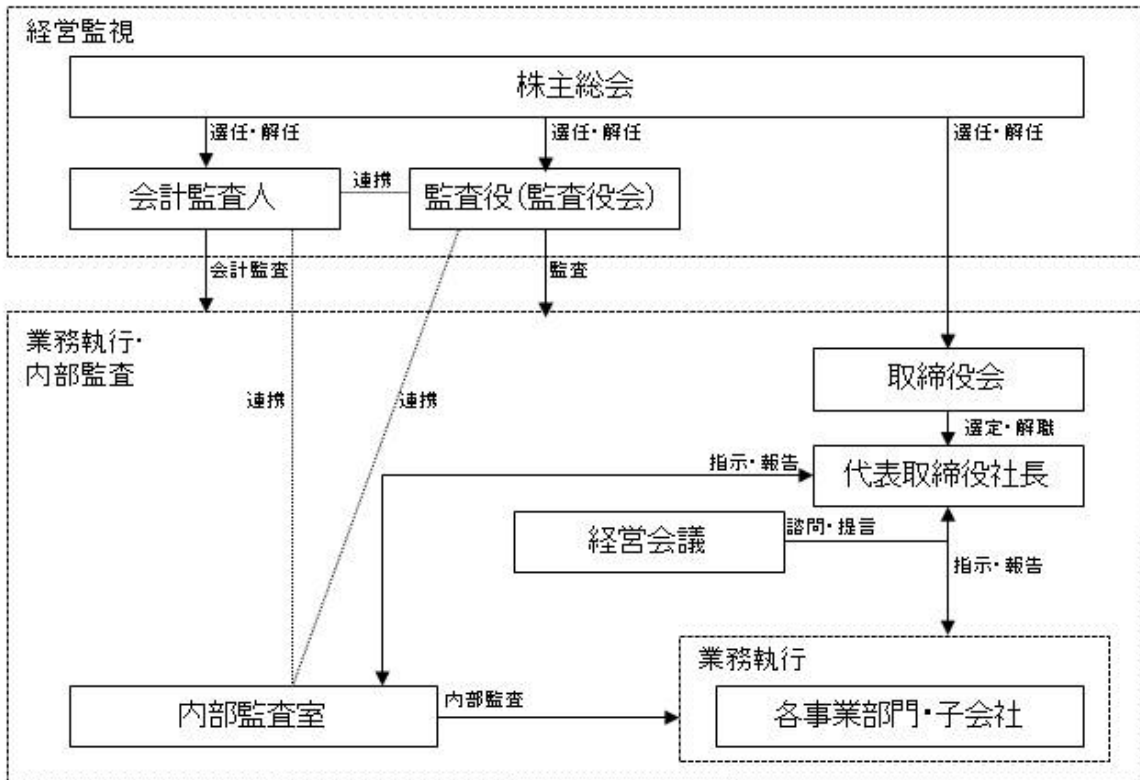 経営監視
株主総会
選任・解任
選任・解任
選任・解任
会計監査人
連携
監査役(監査役会)
会計監査
監査
業務執行・
内部監査
取締役会
連携
連携
選定・解職
指示・報告
代表取締役社長
経営会議
諮問・提言
指示・報告
業務執行
内部監査室
内部監査
各事業部門・子会社